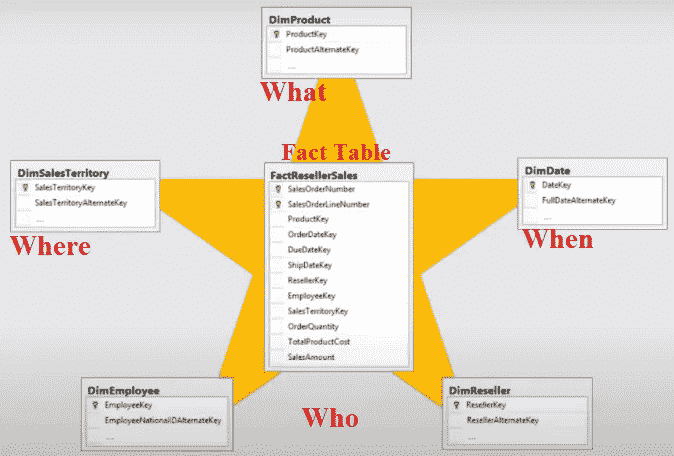 DimProduct
ProductKey
ProductAlternateKey
...
What
Fact Table
DimSalesTerritory
SalesTerritoryKey
SalesTerritoryAlternateKey
...
Where
FactResellerSales
SalesOrderNumber
SalesOrderLineNumber
ProductKey
OrderDateKey
DueDateKey
ShipDateKey
ResellerKey
EmployeeKey
SalesTerritoryKey
OrderQuantity
TotalProductCost
SalesAmount
DimDate
DateKey
FullDateAlternateKey
...
When
DimEmployee
EmployeeKey
EmployeeNationalIDAlternateKey
...
Who
DimReseller
ResellerKey
ResellerAlternateKey
...